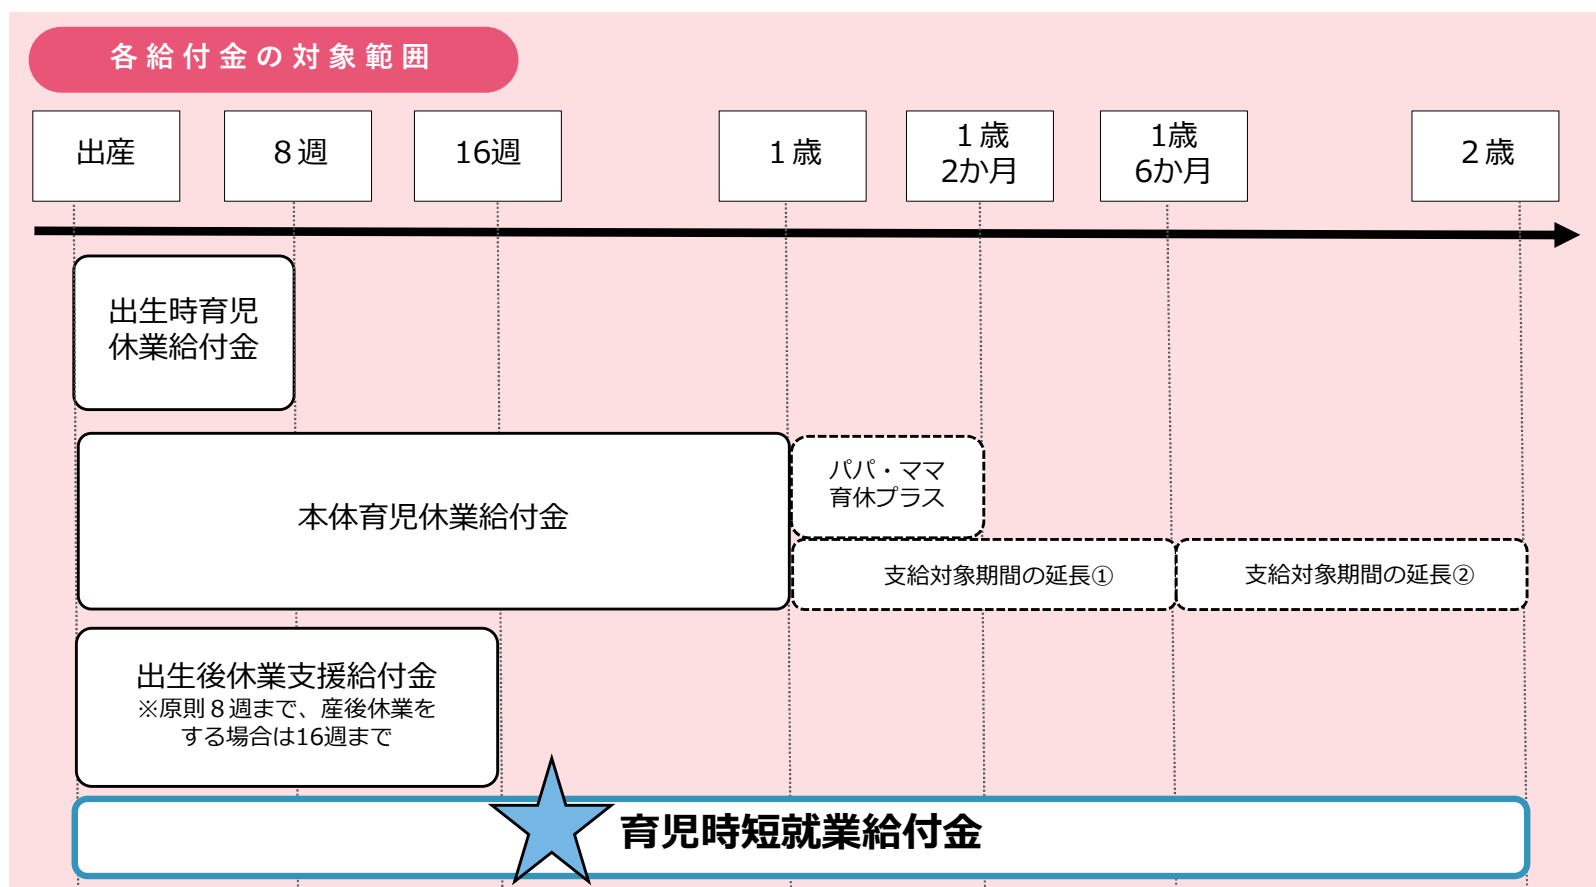 各給付金の対象範囲
出産
８週
16週
１歳
１歳
2か月
1歳
6か月
２歳
出生時育児
休業給付金
本体育児休業給付金
パパ・ママ
育休プラス
支給対象期間の延長①
支給対象期間の延長②
出生後休業支援給付金
※原則８週まで、産後休業を
する場合は16週まで
育児時短就業給付金